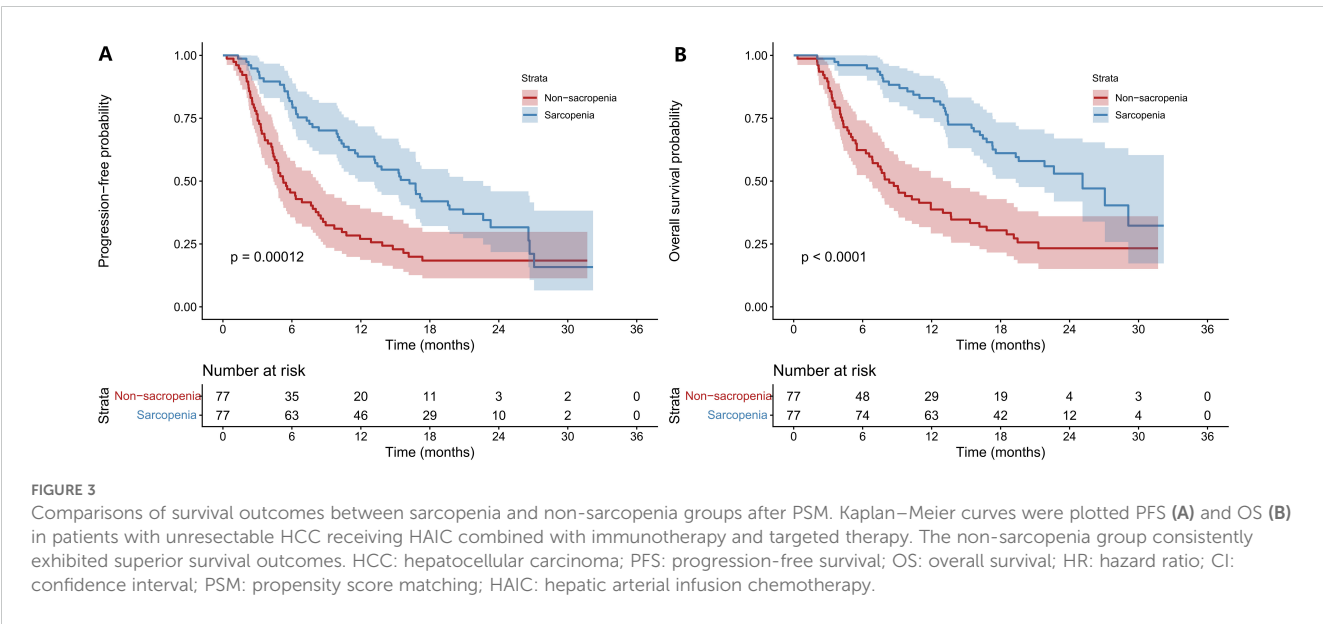 A
Progression−free probability
1.00
0.75
0.50
0.25
0.00
Strata
Non−sacropenia
Sarcopenia
p = 0.00012
0 6 12 18 24 30 36
Time (months)
Number at risk
Strata
Non−sacropenia 77 35 20 11 3 2 0
Sarcopenia 77 63 46 29 10 2 0
0 6 12 18 24 30 36
Time (months)
B
Overall survival probability
1.00
0.75
0.50
0.25
0.00
Strata
Non−sacropenia
Sarcopenia
p < 0.0001
0 6 12 18 24 30 36
Time (months)
Number at risk
Strata
Non−sacropenia 77 48 29 19 4 3 0
Sarcopenia 77 74 63 42 12 4 0
0 6 12 18 24 30 36
Time (months)
FIGURE 3
Comparisons of survival outcomes between sarcopenia and non-sarcopenia groups after PSM. Kaplan–Meier curves were plotted PFS (A) and OS (B)
in patients with unresectable HCC receiving HAIC combined with immunotherapy and targeted therapy. The non-sarcopenia group consistently
exhibited superior survival outcomes. HCC: hepatocellular carcinoma; PFS: progression-free survival; OS: overall survival; HR: hazard ratio; CI:
confidence interval; PSM: propensity score matching; HAIC: hepatic arterial infusion chemotherapy.